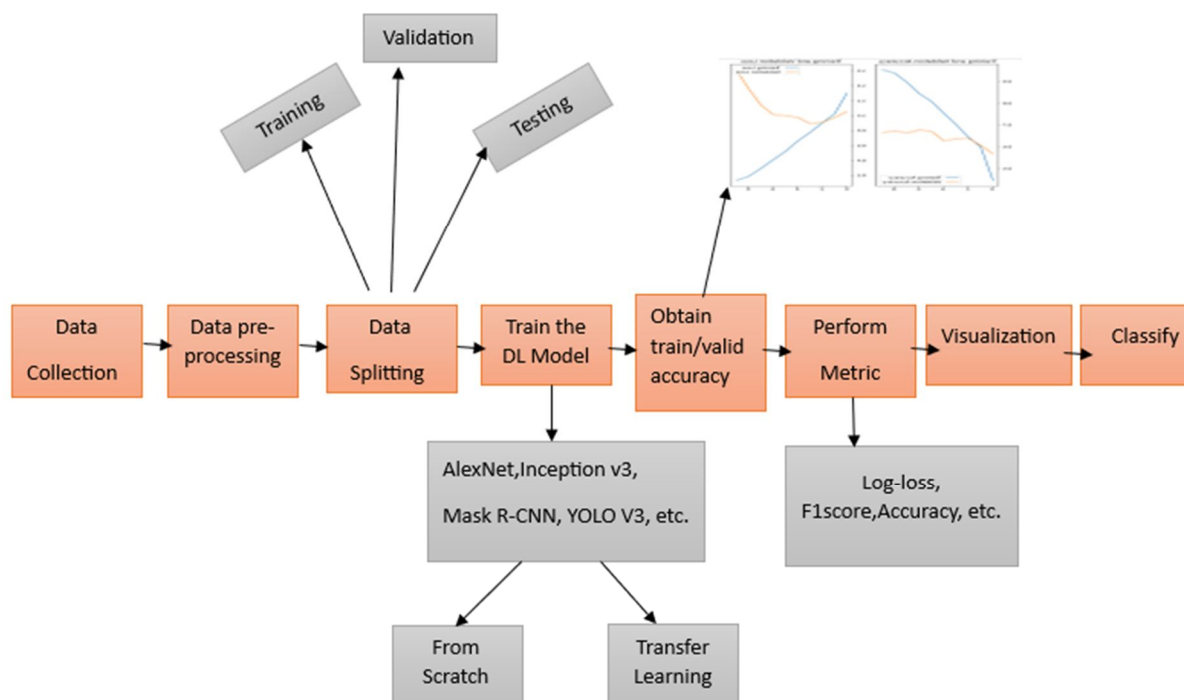 Validation
Training
Testing
Data
Collection
Data pre-
processing
Data
Splitting
Train the
DL Model
Obtain
train/valid
accuracy
Perform
Metric
Visualization
Classify
AlexNet,Inception v3,
Mask R-CNN, YOLO V3, etc.
Log-loss,
F1score,Accuracy, etc.
From
Scratch
Transfer
Learning